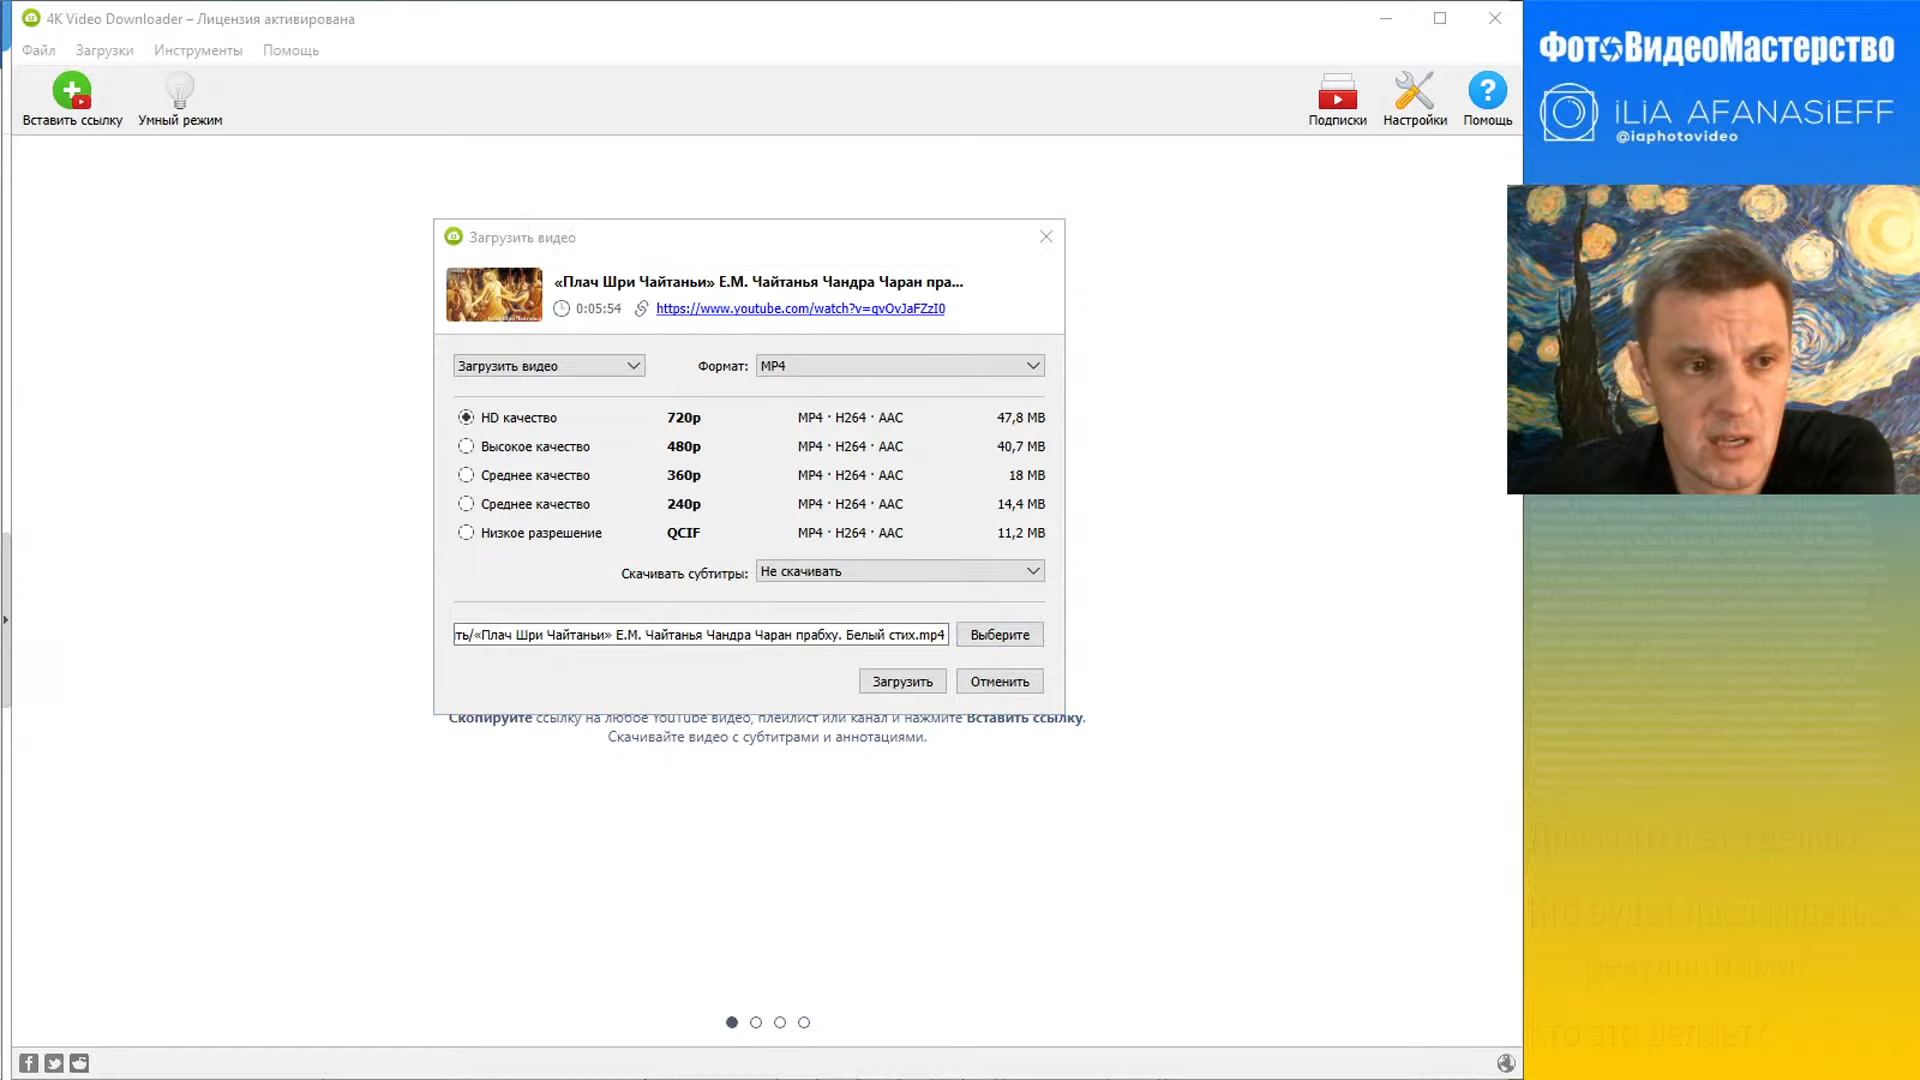 4K Video Downloader – Лицензия активирована
Файл Загрузки Инструменты Помощь
Вставить ссылку Умный режим Подписки Настройки Помощь
ФотоВидеоМастерство
iLiA AFANASiEFF
@iaphotovideo
Загрузить видео
«Плач Шри Чайтаньи» Е.М. Чайтанья Чандра Чаран пра...
0:05:54 https://www.youtube.com/watch?v=qvOvJaFZzI0
Загрузить видео Формат: MP4
HD качество 720p MP4 · H264 · AAC 47,8 MB
Высокое качество 480p MP4 · H264 · AAC 40,7 MB
Среднее качество 360p MP4 · H264 · AAC 18 MB
Среднее качество 240p MP4 · H264 · AAC 14,4 MB
Низкое разрешение QCIF MP4 · H264 · AAC 11,2 MB
Скачивать субтитры: Не скачивать
ть/«Плач Шри Чайтаньи» Е.М. Чайтанья Чандра Чаран прабху. Белый стих.mp4 Выберите
Загрузить Отменить
Скопируйте ссылку на любое YouTube видео, плейлист или канал и нажмите Вставить ссылку.
Скачивайте видео с субтитрами и аннотациями.